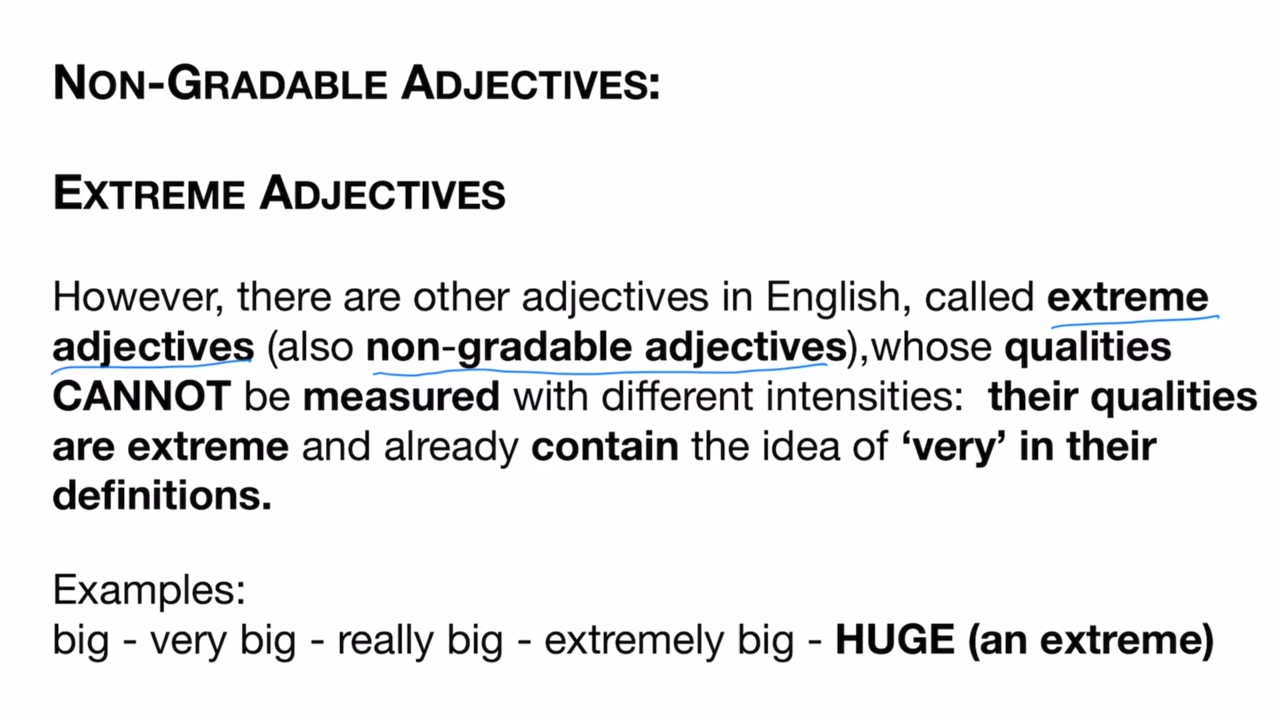 NON-GRADABLE ADJECTIVES:
EXTREME ADJECTIVES
However, there are other adjectives in English, called extreme
adjectives (also non-gradable adjectives),whose qualities
CANNOT be measured with different intensities:  their qualities
are extreme and already contain the idea of ‘very’ in their
definitions.
Examples:
big - very big - really big - extremely big - HUGE (an extreme)